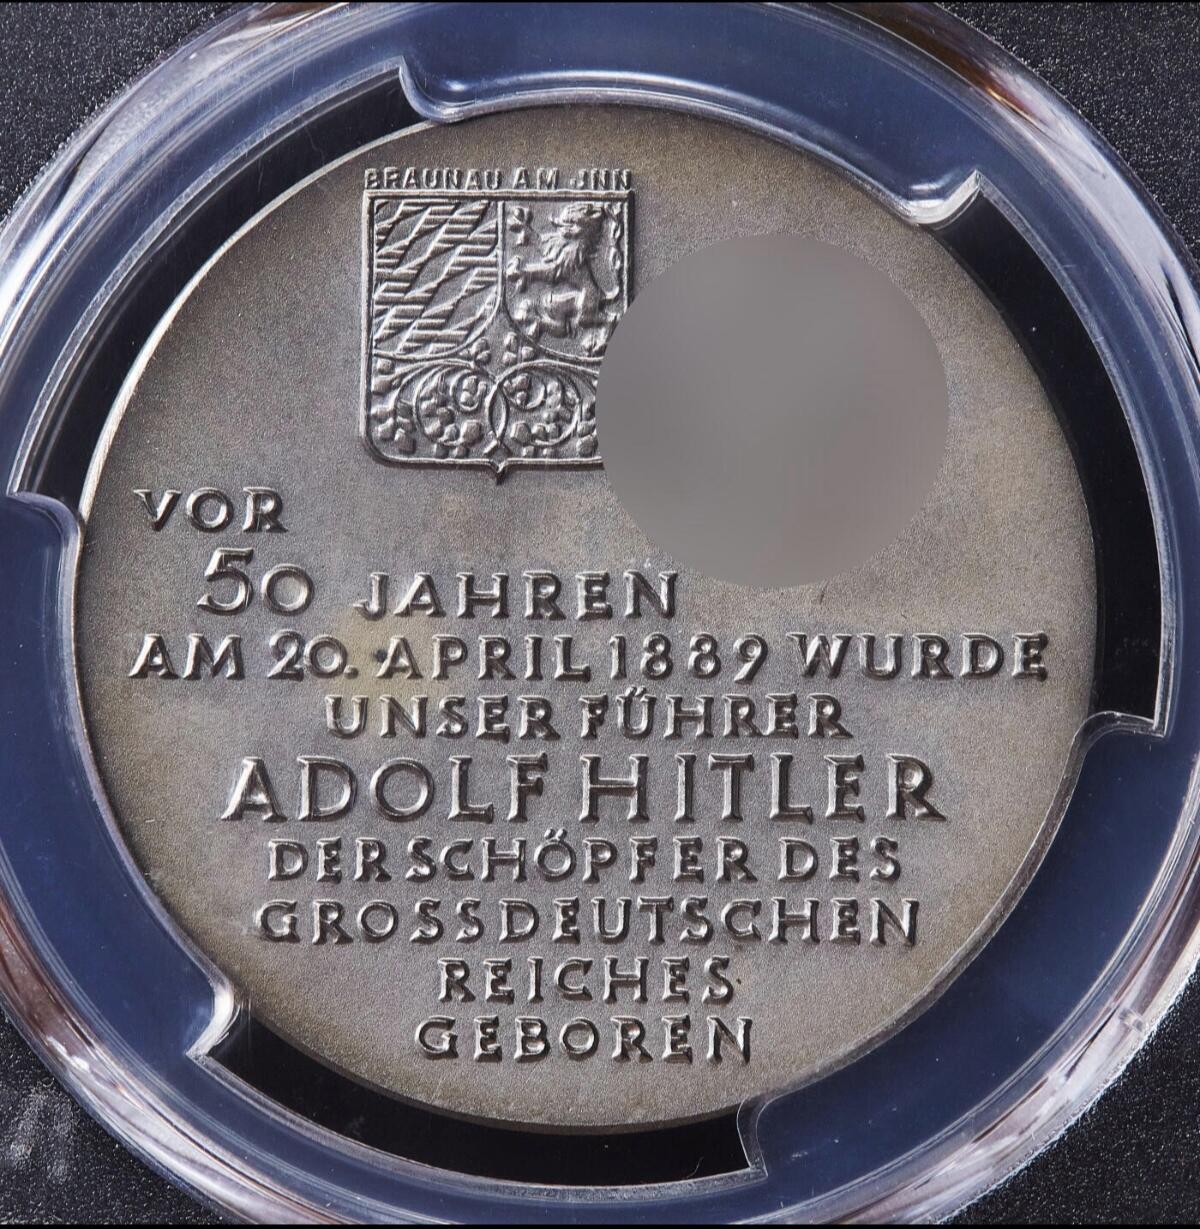 BRAUNAU AM JNN
VOR
50 JAHREN
AM 20. APRIL 1889 WURDE
UNSER FÜHRER
ADOLF HITLER
DER SCHÖPFER DES
GROSSDEUTSCHEN
REICHES
GEBOREN